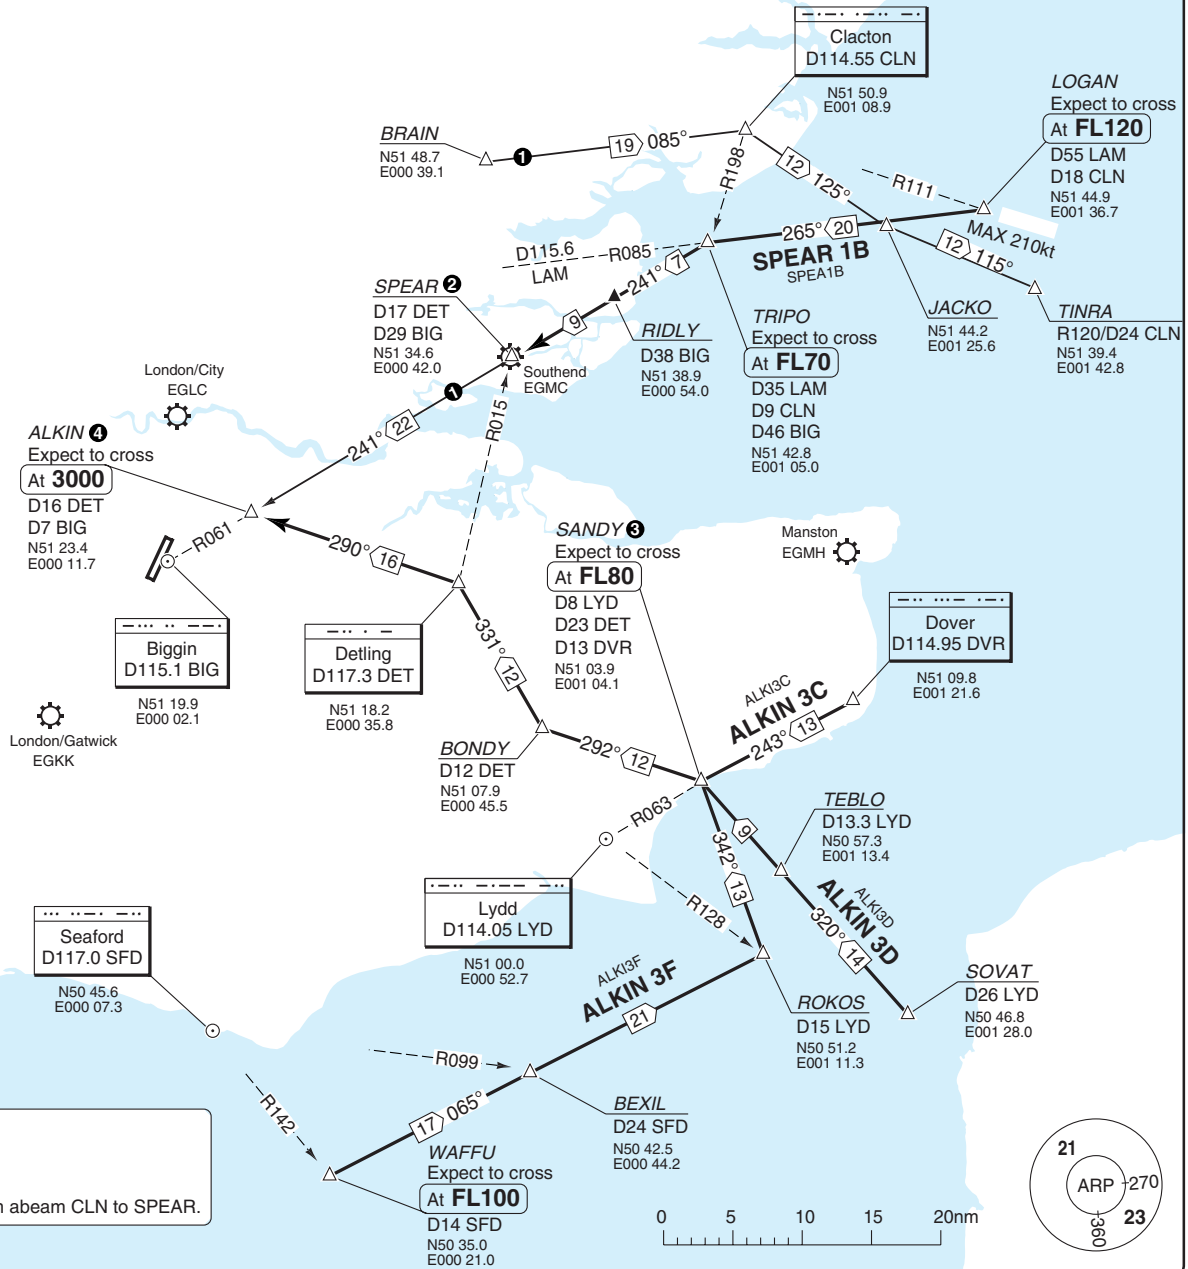 Clacton
D114.55 CLN
N51 50.9
E001 08.9
LOGAN
Expect to cross
At FL120
D55 LAM
D18 CLN
N51 44.9
E001 36.7
BRAIN
N51 48.7
E000 39.1
1
19
085°
R198
12
125°
R111
MAX 210kt
265°
20
SPEAR 1B
SPEA1B
12
115°
D115.6
LAM
R085
241°
7
SPEAR 2
D17 DET
D29 BIG
N51 34.6
E000 42.0
9
RIDLY
D38 BIG
N51 38.9
E000 54.0
TRIPO
Expect to cross
At FL70
D35 LAM
D9 CLN
D46 BIG
N51 42.8
E001 05.0
JACKO
N51 44.2
E001 25.6
TINRA
R120/D24 CLN
N51 39.4
E001 42.8
London/City
EGLC
Southend
EGMC
1
241°
22
R015
ALKIN 4
Expect to cross
At 3000
D16 DET
D7 BIG
N51 23.4
E000 11.7
R061
290°
16
SANDY 3
Expect to cross
At FL80
D8 LYD
D23 DET
D13 DVR
N51 03.9
E001 04.1
Manston
EGMH
Dover
D114.95 DVR
N51 09.8
E001 21.6
Biggin
D115.1 BIG
N51 19.9
E000 02.1
Detling
D117.3 DET
N51 18.2
E000 35.8
331°
12
London/Gatwick
EGKK
BONDY
D12 DET
N51 07.9
E000 45.5
292°
12
ALKI3C
ALKIN 3C
243°
13
R063
342°
13
9
TEBLO
D13.3 LYD
N50 57.3
E001 13.4
ALKI3D
ALKIN 3D
320°
14
Lydd
D114.05 LYD
N51 00.0
E000 52.7
R128
Seaford
D117.0 SFD
N50 45.6
E000 07.3
ALKI3F
ALKIN 3F
21
ROKOS
D15 LYD
N50 51.2
E001 11.3
SOVAT
D26 LYD
N50 46.8
E001 28.0
R099
R142
17
065°
BEXIL
D24 SFD
N50 42.5
E000 44.2
WAFFU
Expect to cross
At FL100
D14 SFD
N50 35.0
E000 21.0
abeam CLN to SPEAR.
0 5 10 15 20nm
21
ARP
270
23
360